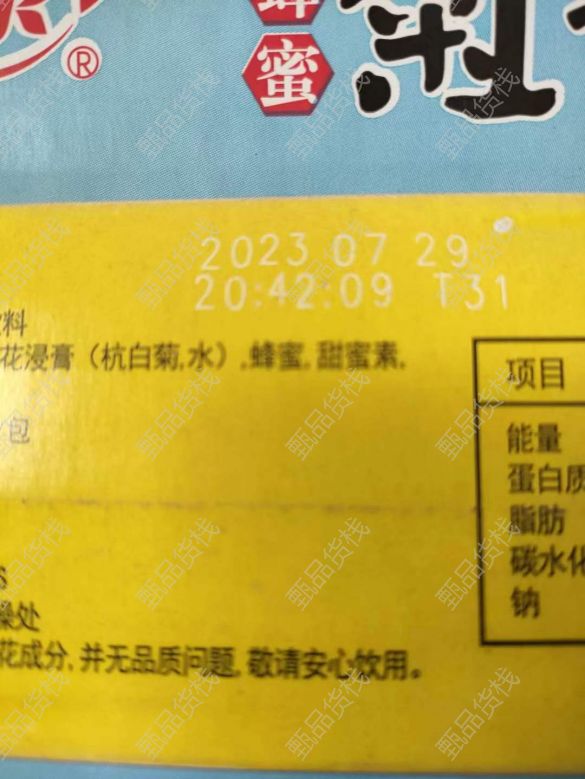 ®
蜂
蜜
菊
2023 07 29
20:42:09 T31
料
花浸膏（杭白菊,水）,蜂蜜,甜蜜素,
包
项目
能量
蛋白质
脂肪
碳水化
钠
S
燥处
花成分,并无品质问题,敬请安心饮用。
甄品货栈